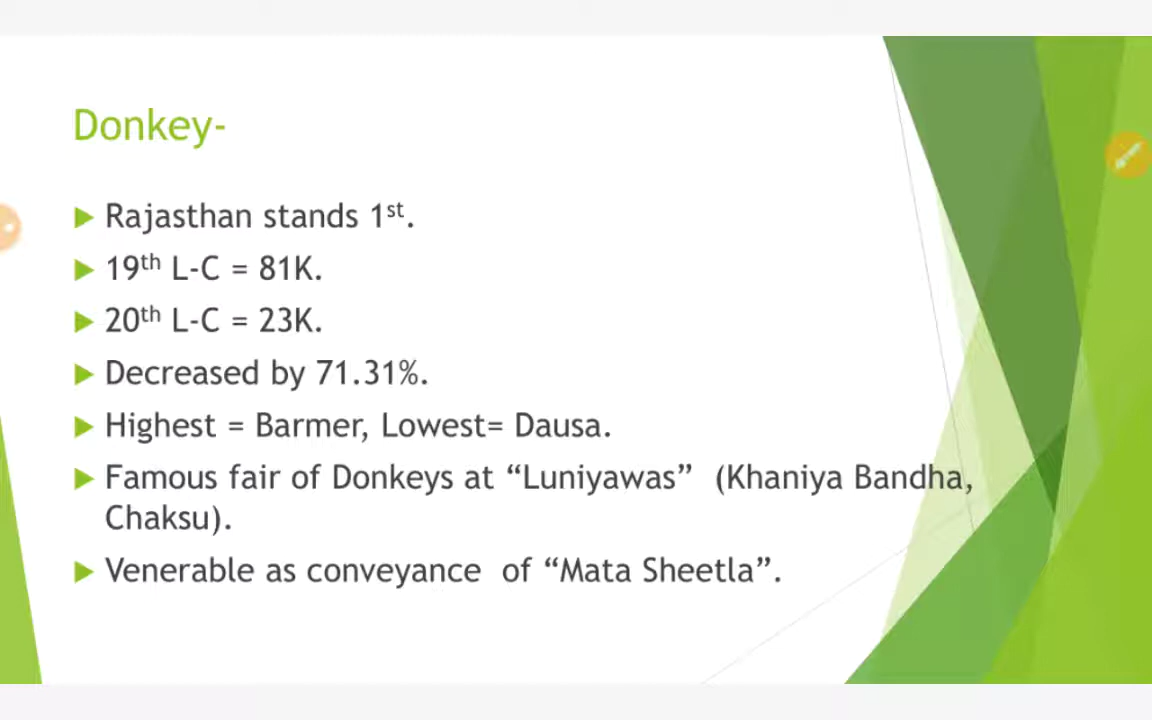 Donkey-
Rajasthan stands 1st.
19th L-C = 81K.
20th L-C = 23K.
Decreased by 71.31%.
Highest = Barmer, Lowest= Dausa.
Famous fair of Donkeys at “Luniyawas” (Khaniya Bandha,
Chaksu).
Venerable as conveyance of “Mata Sheetla”.